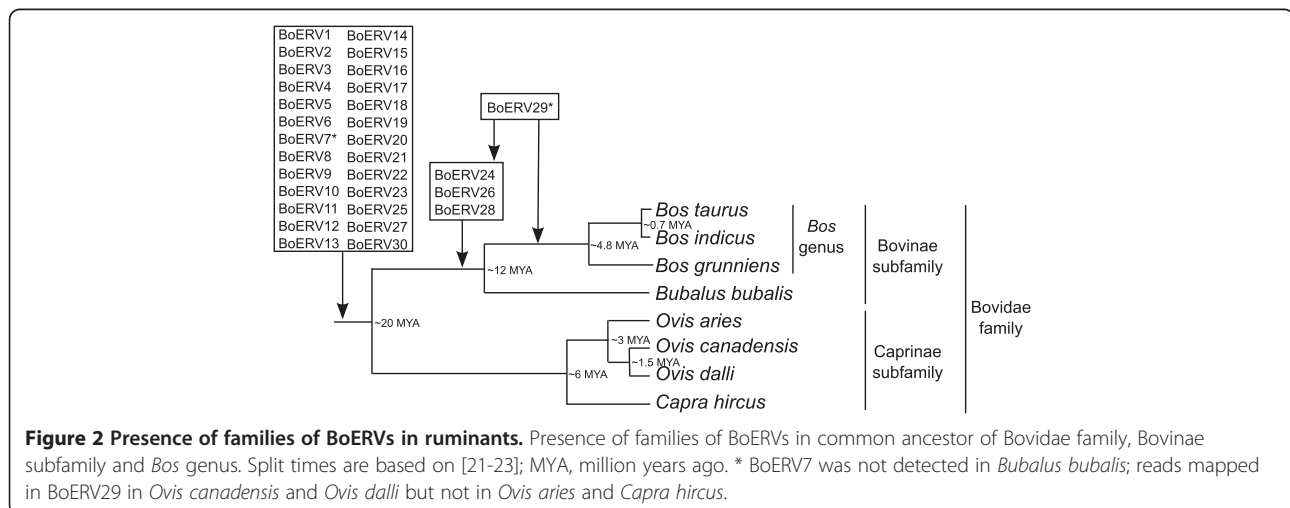 BoERV1 BoERV14
BoERV2 BoERV15
BoERV3 BoERV16
BoERV4 BoERV17
BoERV5 BoERV18
BoERV6 BoERV19
BoERV7* BoERV20
BoERV8 BoERV21
BoERV9 BoERV22
BoERV10 BoERV23
BoERV11 BoERV25
BoERV12 BoERV27
BoERV13 BoERV30
BoERV29*
BoERV24
BoERV26
BoERV28
Bos taurus
~0.7 MYA
Bos indicus
~4.8 MYA
Bos grunniens
~12 MYA
Bubalus bubalis
Bos
genus
Bovinae
subfamily
~20 MYA
Ovis aries
~3 MYA
Ovis canadensis
~1.5 MYA
Ovis dalli
~6 MYA
Capra hircus
Caprinae
subfamily
Bovidae
family
Figure 2 Presence of families of BoERVs in ruminants. Presence of families of BoERVs in common ancestor of Bovidae family, Bovinae
subfamily and Bos genus. Split times are based on [21-23]; MYA, million years ago. * BoERV7 was not detected in Bubalus bubalis; reads mapped
in BoERV29 in Ovis canadensis and Ovis dalli but not in Ovis aries and Capra hircus.